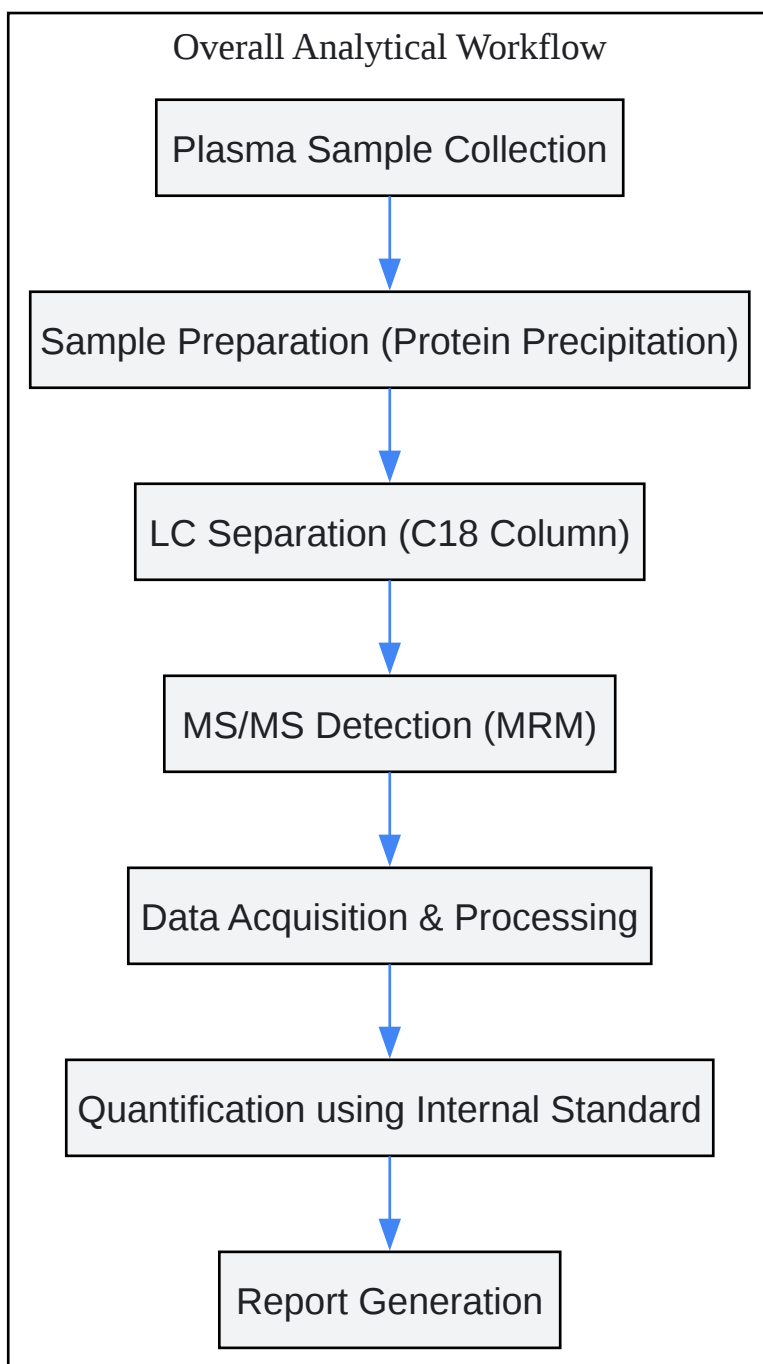 Overall Analytical Workflow
Plasma Sample Collection
Sample Preparation (Protein Precipitation)
LC Separation (C18 Column)
MS/MS Detection (MRM)
Data Acquisition & Processing
Quantification using Internal Standard
Report Generation